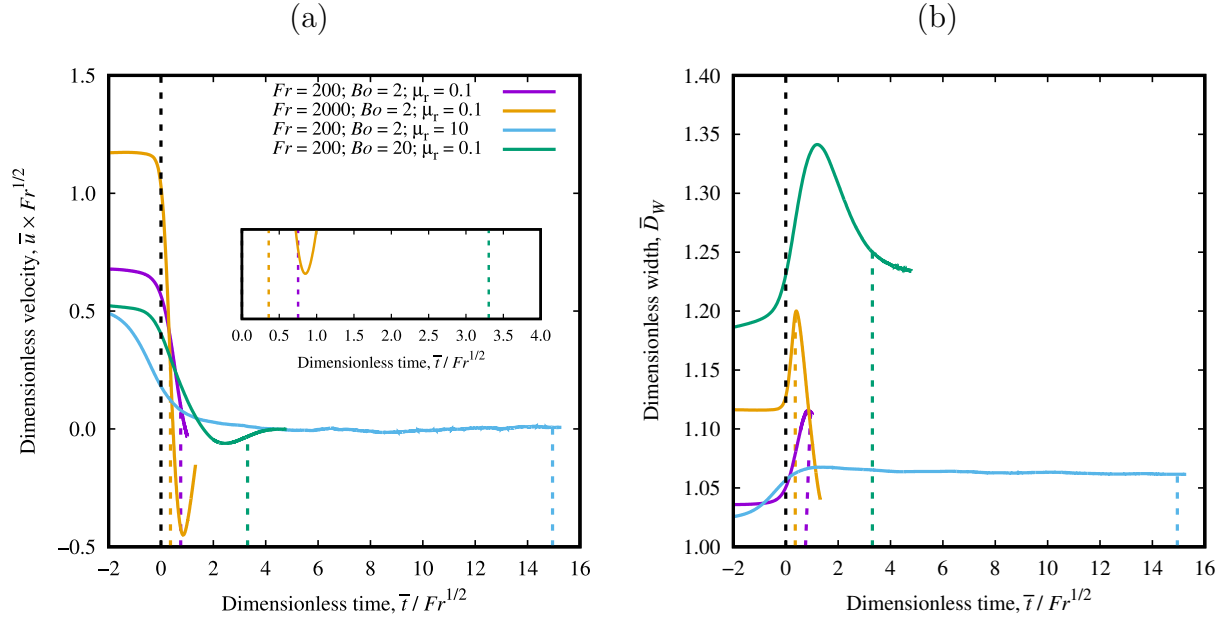 (a)
(b)
Dimensionless velocity, u̅ × Fr^{1/2}
1.5
1.0
0.5
0.0
−0.5
Fr = 200; Bo = 2; μ_r = 0.1
Fr = 2000; Bo = 2; μ_r = 0.1
Fr = 200; Bo = 2; μ_r = 10
Fr = 200; Bo = 20; μ_r = 0.1
0.0 0.5 1.0 1.5 2.0 2.5 3.0 3.5 4.0
Dimensionless time, t̅ / Fr^{1/2}
−2 0 2 4 6 8 10 12 14 16
Dimensionless time, t̅ / Fr^{1/2}
Dimensionless width, D̅_W
1.40
1.35
1.30
1.25
1.20
1.15
1.10
1.05
1.00
−2 0 2 4 6 8 10 12 14 16
Dimensionless time, t̅ / Fr^{1/2}